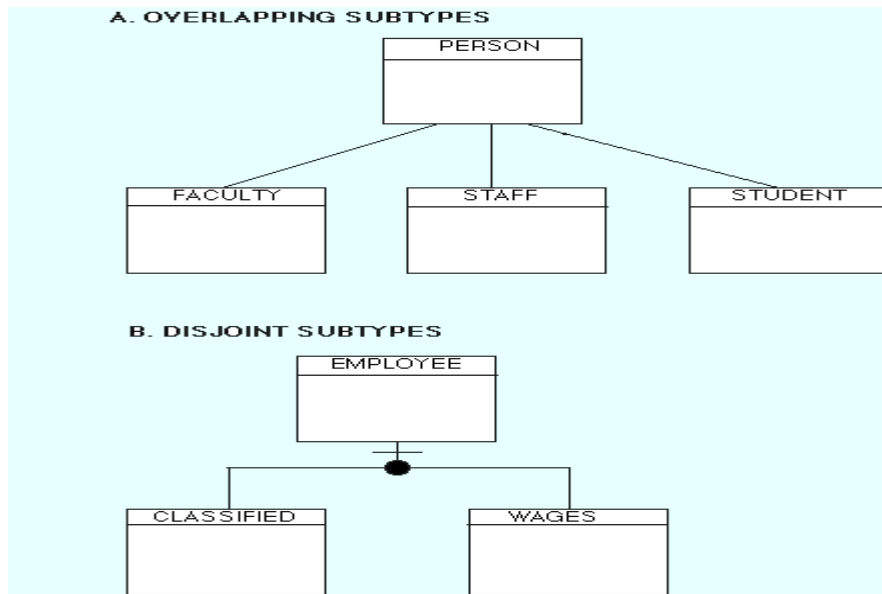 A. OVERLAPPING SUBTYPES
PERSON
FACULTY STAFF STUDENT
B. DISJOINT SUBTYPES
EMPLOYEE
CLASSIFIED WAGES